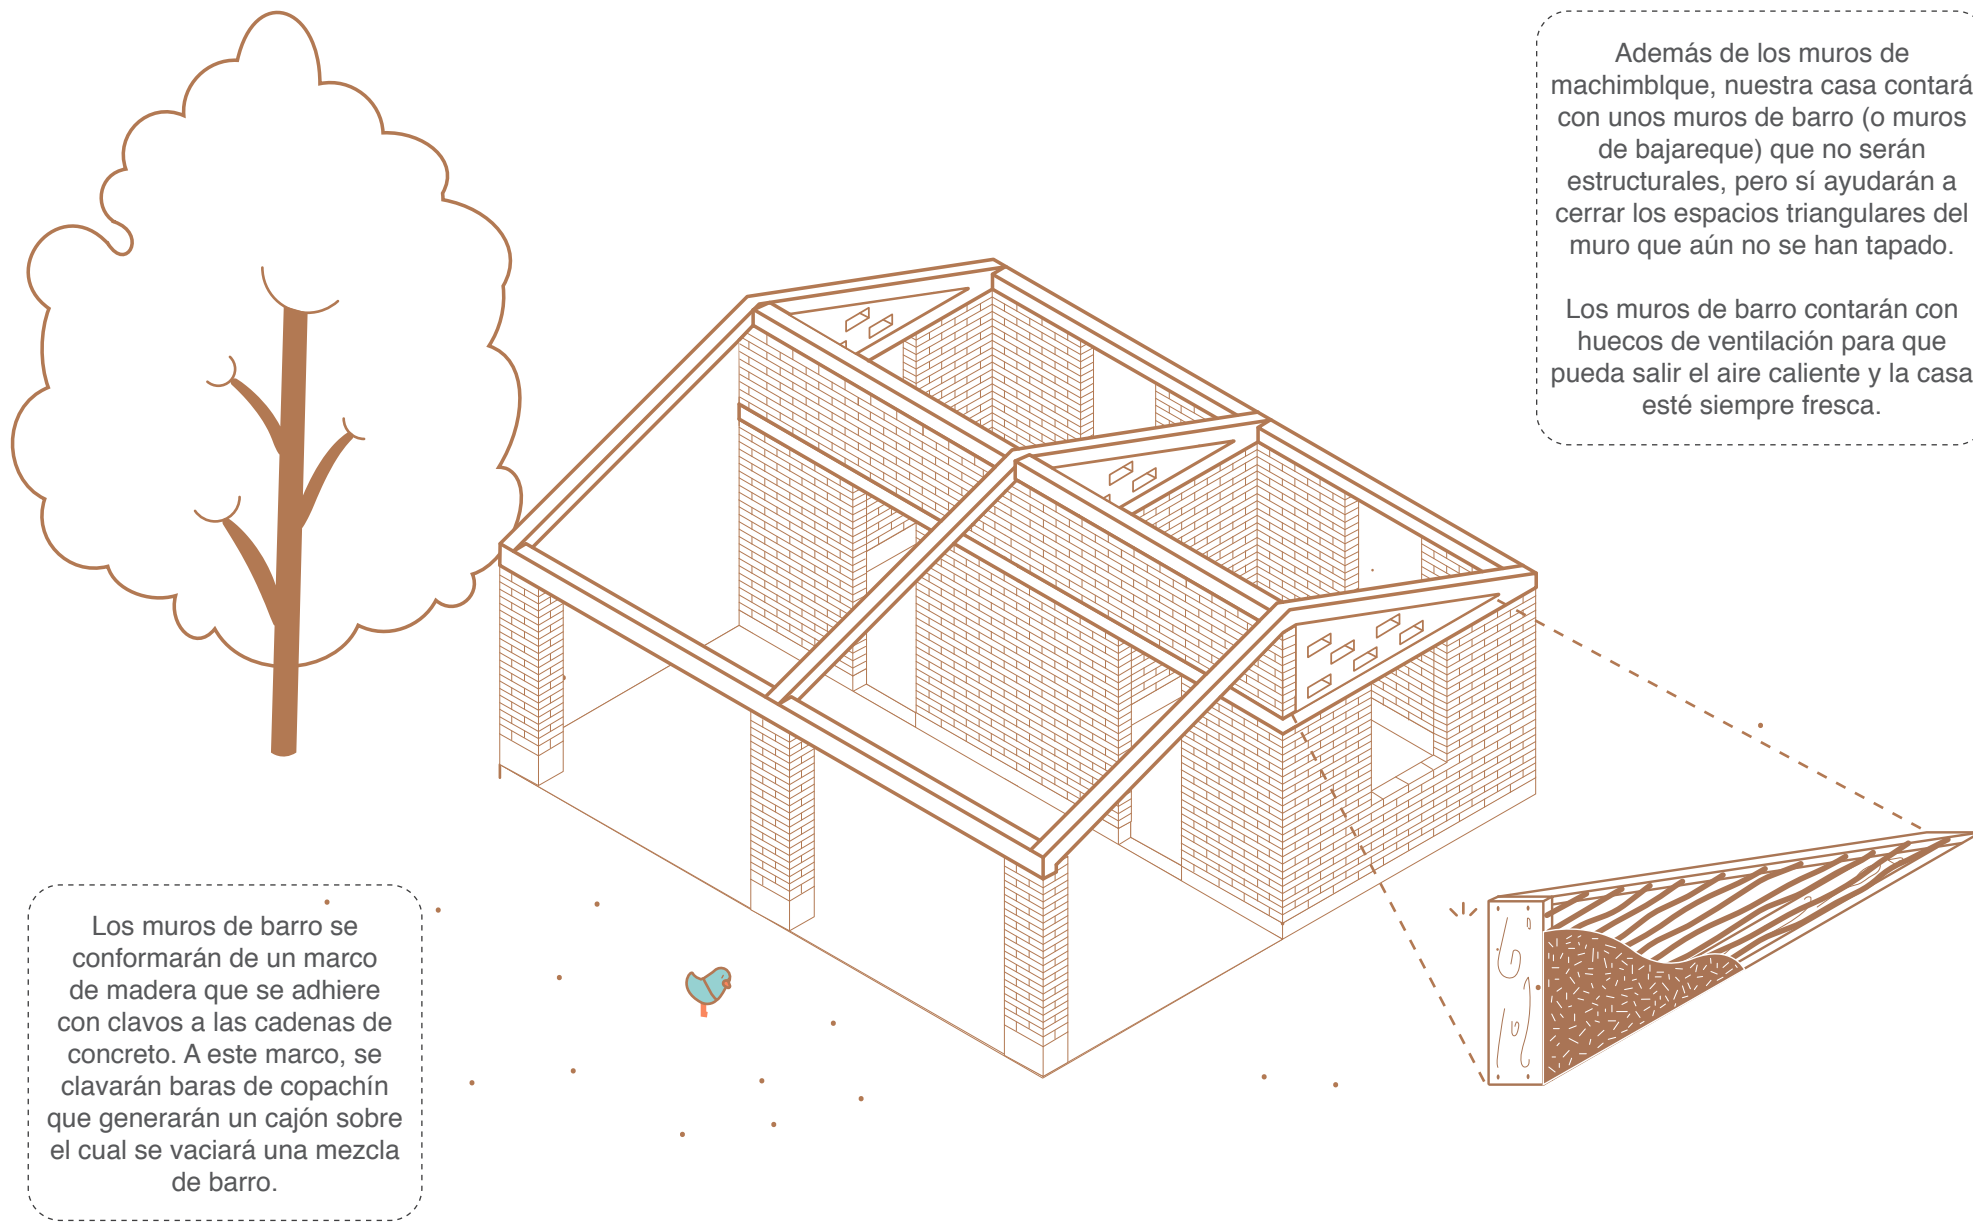 Además de los muros de
machimblque, nuestra casa contará
con unos muros de barro (o muros
de bajareque) que no serán
estructurales, pero sí ayudarán a
cerrar los espacios triangulares del
muro que aún no se han tapado.
Los muros de barro contarán con
huecos de ventilación para que
pueda salir el aire caliente y la casa
esté siempre fresca.
Los muros de barro se
conformarán de un marco
de madera que se adhiere
con clavos a las cadenas de
concreto. A este marco, se
clavarán baras de copachín
que generarán un cajón sobre
el cual se vaciará una mezcla
de barro.